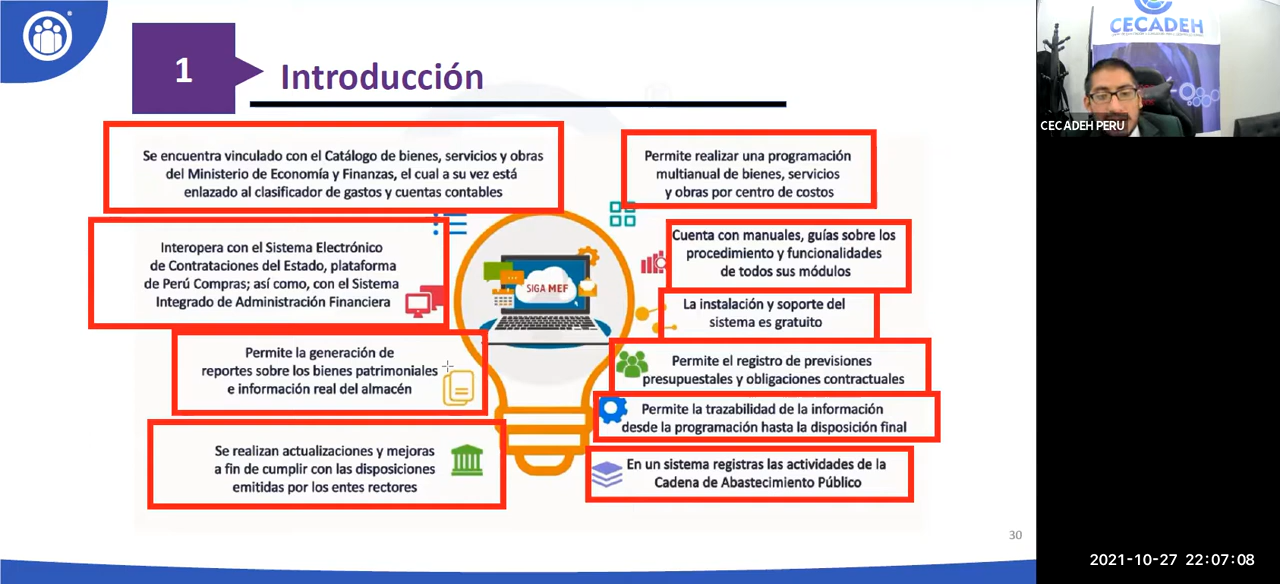 1
Introducción
Se encuentra vinculado con el Catálogo de bienes, servicios y obras
del Ministerio de Economía y Finanzas, el cual a su vez está
enlazado al clasificador de gastos y cuentas contables
Interopera con el Sistema Electrónico
de Contrataciones del Estado, plataforma
de Perú Compras; así como, con el Sistema
Integrado de Administración Financiera
Permite la generación de
reportes sobre los bienes patrimoniales
e información real del almacén
Se realizan actualizaciones y mejoras
a fin de cumplir con las disposiciones
emitidas por los entes rectores
SIGA MEF
Permite realizar una programación
multianual de bienes, servicios
y obras por centro de costos
Cuenta con manuales, guías sobre los
procedimiento y funcionalidades
de todos sus módulos
La instalación y soporte del
sistema es gratuito
Permite el registro de previsiones
presupuestales y obligaciones contractuales
Permite la trazabilidad de la información
desde la programación hasta la disposición final
En un sistema registras las actividades de la
Cadena de Abastecimiento Público
30
CECADEH
CECADEH PERU
2021-10-27 22:07:08